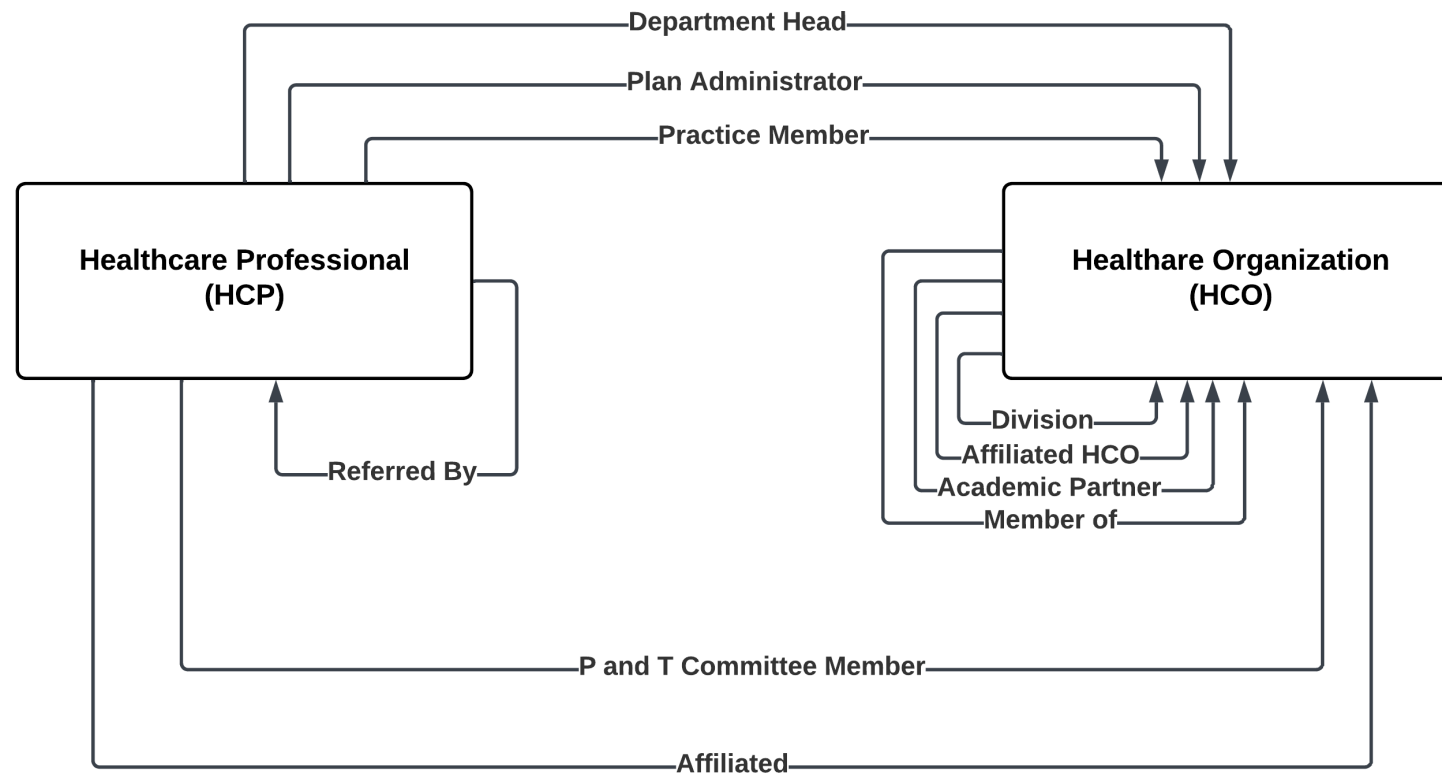 Department Head
Plan Administrator
Practice Member
Healthcare Professional
(HCP)
Healthare Organization
(HCO)
Division
Affiliated HCO
Referred By
Academic Partner
Member of
P and T Committee Member
Affiliated